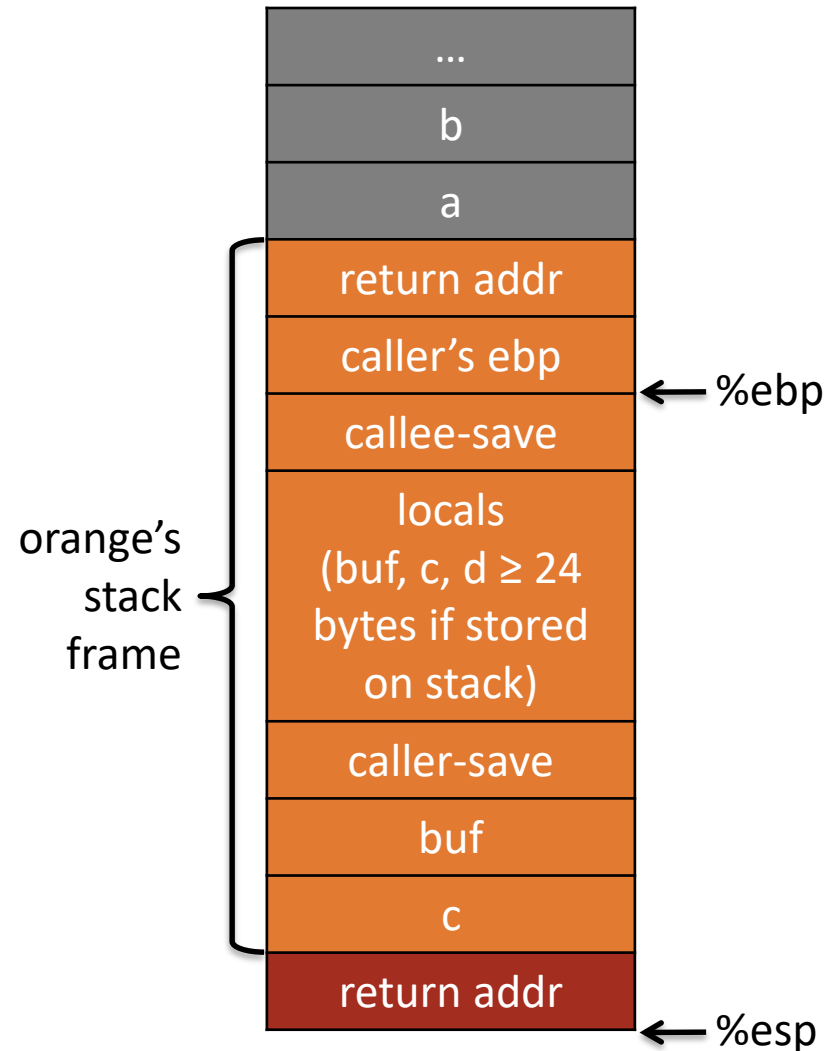 …
b
a
return addr
caller’s ebp
%ebp
callee-save
locals
(buf, c, d ≥ 24
bytes if stored
on stack)
orange’s
stack
frame
caller-save
buf
c
return addr
%esp